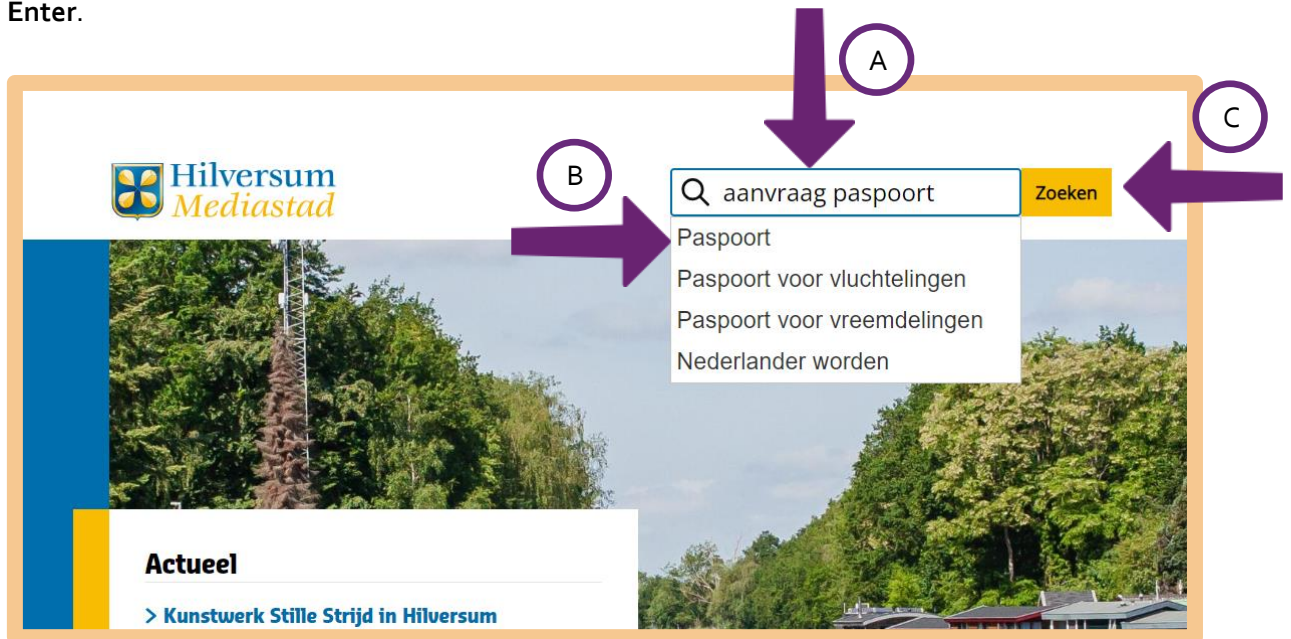 Enter.
A
C
B
Hilversum
Mediastad
aanvraag paspoort
Zoeken
Paspoort
Paspoort voor vluchtelingen
Paspoort voor vreemdelingen
Nederlander worden
Actueel
> Kunstwerk Stille Strijd in Hilversum